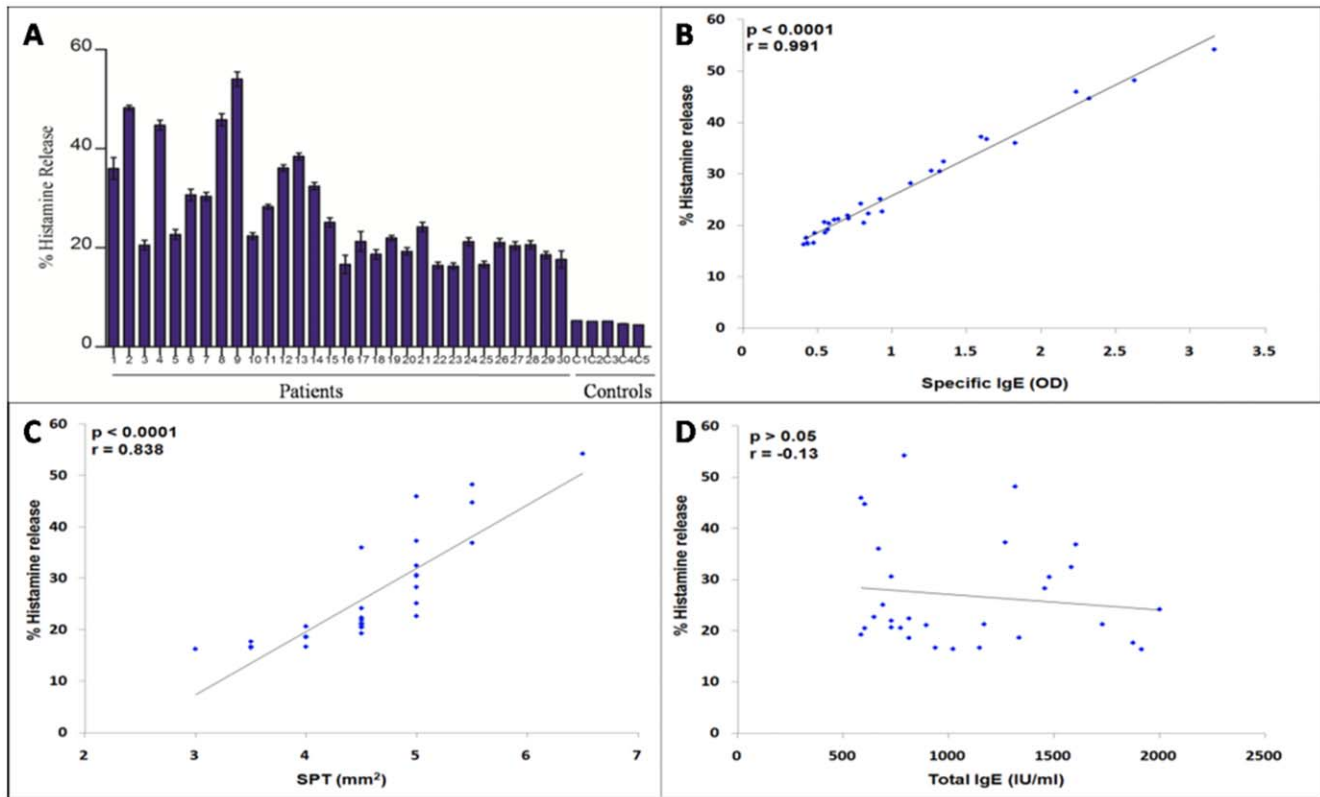 A
60
40
20
0
% Histamine Release
1 2 3 4 5 6 7 8 9 10 11 12 13 14 15 16 17 18 19 20 21 22 23 24 25 26 27 28 29 30 C1 C2 C3 C4 C5
Patients Controls
B
p < 0.0001
r = 0.991
60
50
40
30
20
10
0
% Histamine release
0 0.5 1 1.5 2 2.5 3 3.5
Specific IgE (OD)
C
p < 0.0001
r = 0.838
60
50
40
30
20
10
0
% Histamine release
2 3 4 5 6 7
SPT (mm²)
D
p > 0.05
r = -0.13
60
50
40
30
20
10
0
% Histamine release
0 500 1000 1500 2000 2500
Total IgE (IU/ml)